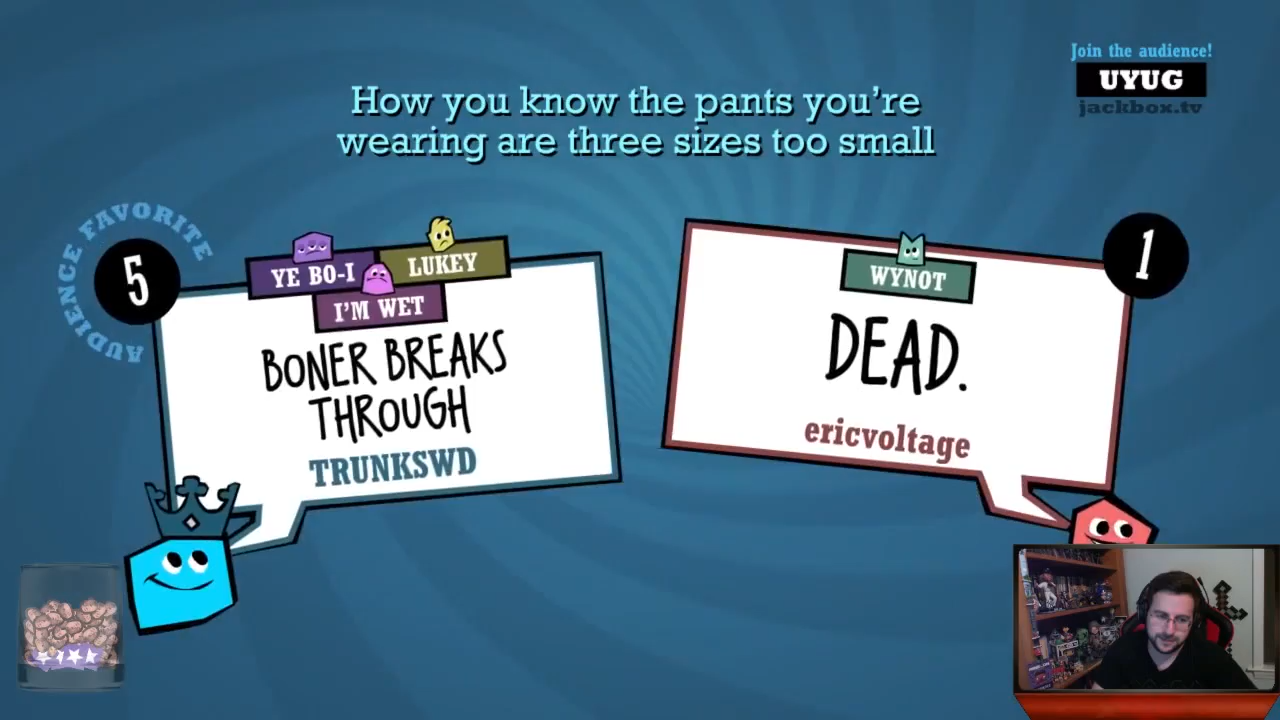 Join the audience!
UYUG
jackbox.tv
How you know the pants you're
wearing are three sizes too small
AUDIENCE FAVORITE
5
YE BO-I
LUKEY
I'M WET
BONER BREAKS
THROUGH
TRUNKSWD
1
WYNOT
DEAD.
ericvoltage